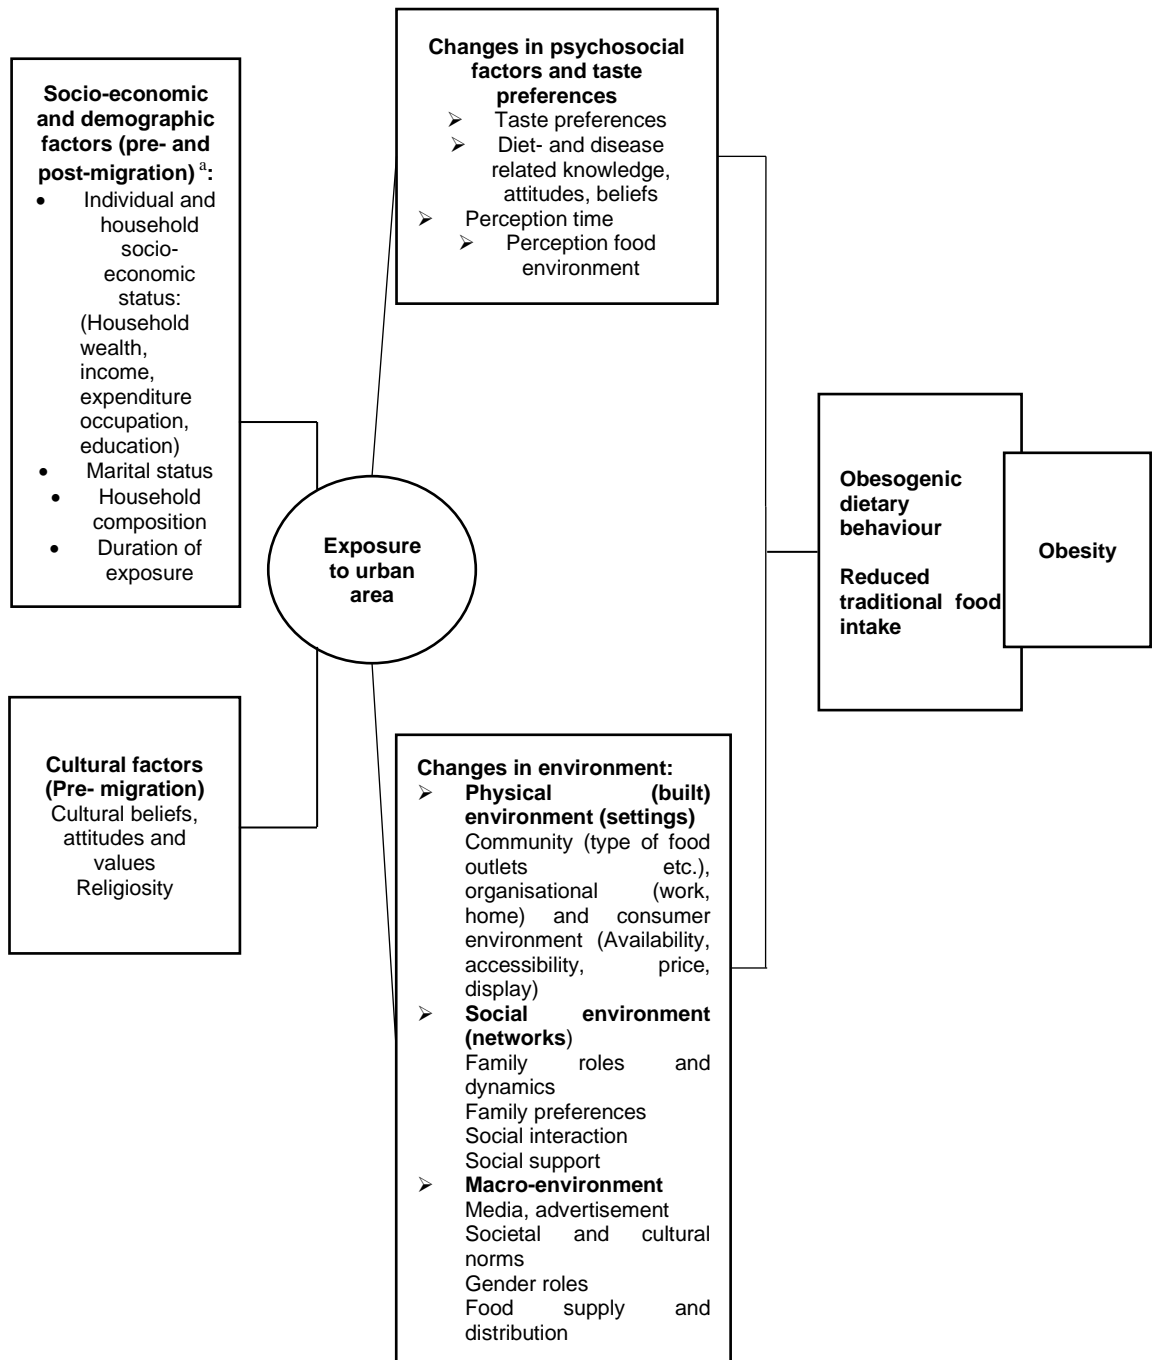 Socio-economic
and demographic
factors (pre- and
post-migration) a:
• Individual and
household
socio-
economic
status:
(Household
wealth,
income,
expenditure
occupation,
education)
• Marital status
• Household
composition
• Duration of
exposure
Cultural factors
(Pre- migration)
Cultural beliefs,
attitudes and
values
Religiosity
Exposure
to urban
area
Changes in psychosocial
factors and taste
preferences
➢ Taste preferences
➢ Diet- and disease
related knowledge,
attitudes, beliefs
➢ Perception time
➢ Perception food
environment
Changes in environment:
➢ Physical (built)
environment (settings)
Community (type of food
outlets etc.),
organisational (work,
home) and consumer
environment (Availability,
accessibility, price,
display)
➢ Social environment
(networks)
Family roles and
dynamics
Family preferences
Social interaction
Social support
➢ Macro-environment
Media, advertisement
Societal and cultural
norms
Gender roles
Food supply and
distribution
Obesogenic
dietary
behaviour
Reduced
traditional food
intake
Obesity